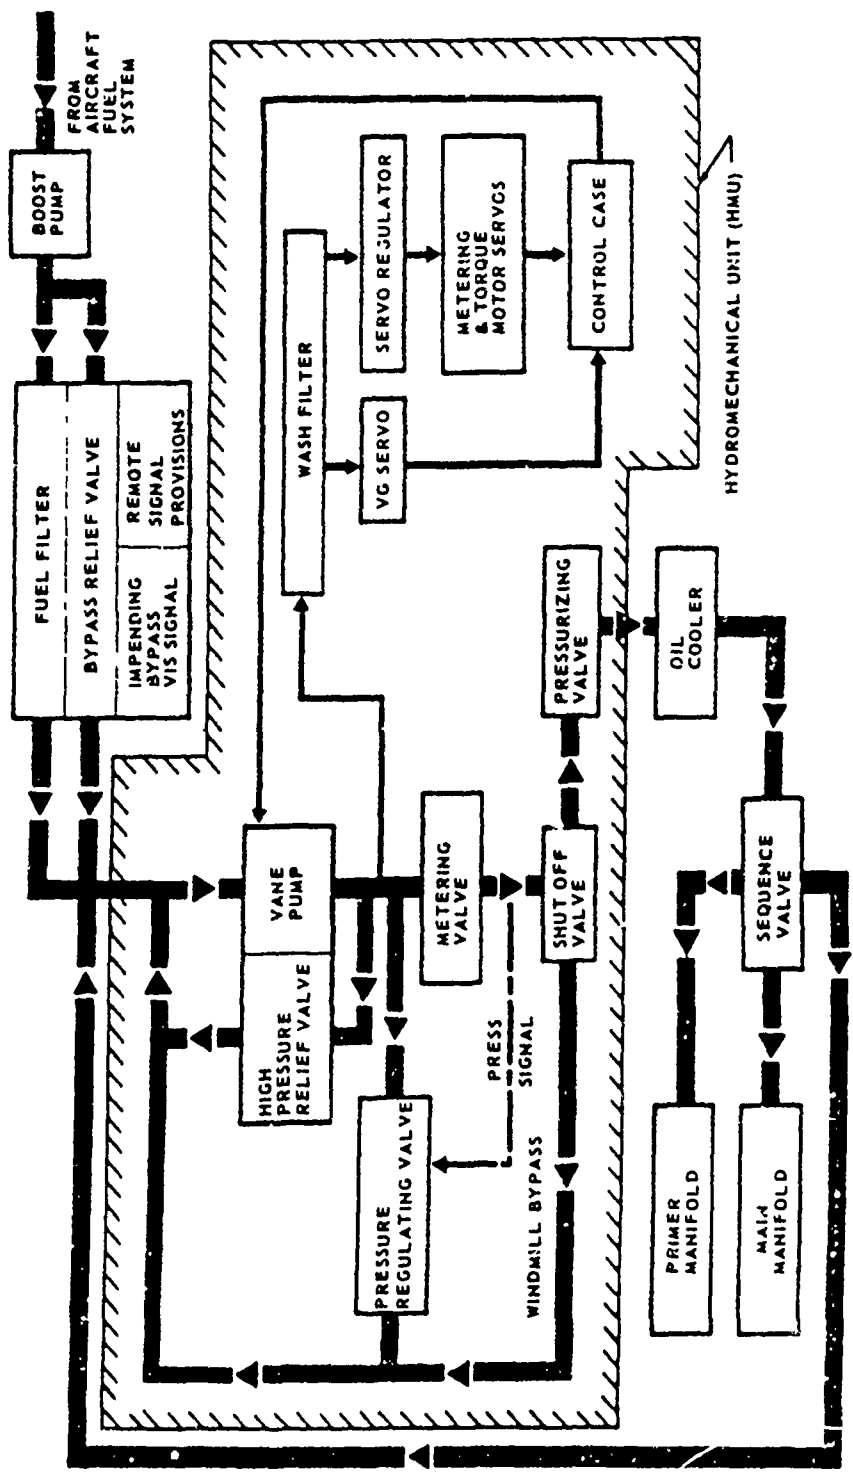 FROM
AIRCRAFT
FUEL
SYSTEM
BOOST
PUMP
FUEL FILTER
BYPASS RELIEF VALVE
IMPENDING
BYPASS
VIS SIGNAL
REMOTE
SIGNAL
PROVISIONS
WASH FILTER
SERVO REGULATOR
METERING
& TORQUE
MOTOR SERVOS
VG SERVO
CONTROL CASE
HYDROMECHANICAL UNIT (HMU)
VANE
PUMP
HIGH
PRESSURE
RELIEF VALVE
METERING
VALVE
PRESSURE
REGULATING VALVE
PRESS
SIGNAL
SHUT OFF
VALVE
WINDMILL BYPASS
PRESSURIZING
VALVE
OIL
COOLER
SEQUENCE
VALVE
PRIMER
MANIFOLD
MAIN
MANIFOLD